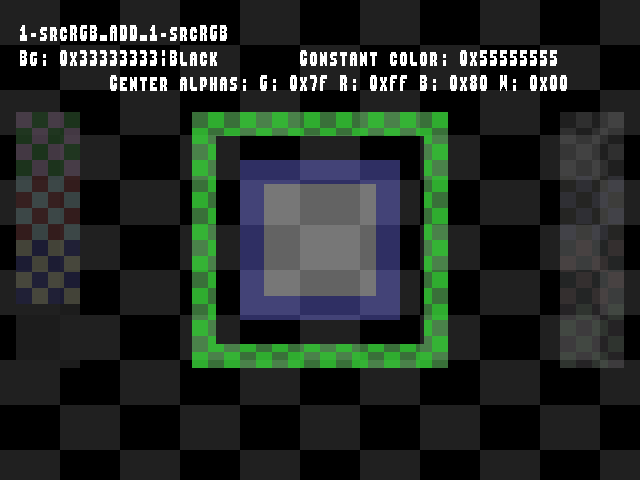 1-srcRGB_ADD_1-srcRGB
Bg: 0x33333333;Black Constant color: 0x55555555
Center alphas: G: 0x7F R: 0xFF B: 0x80 W: 0x00